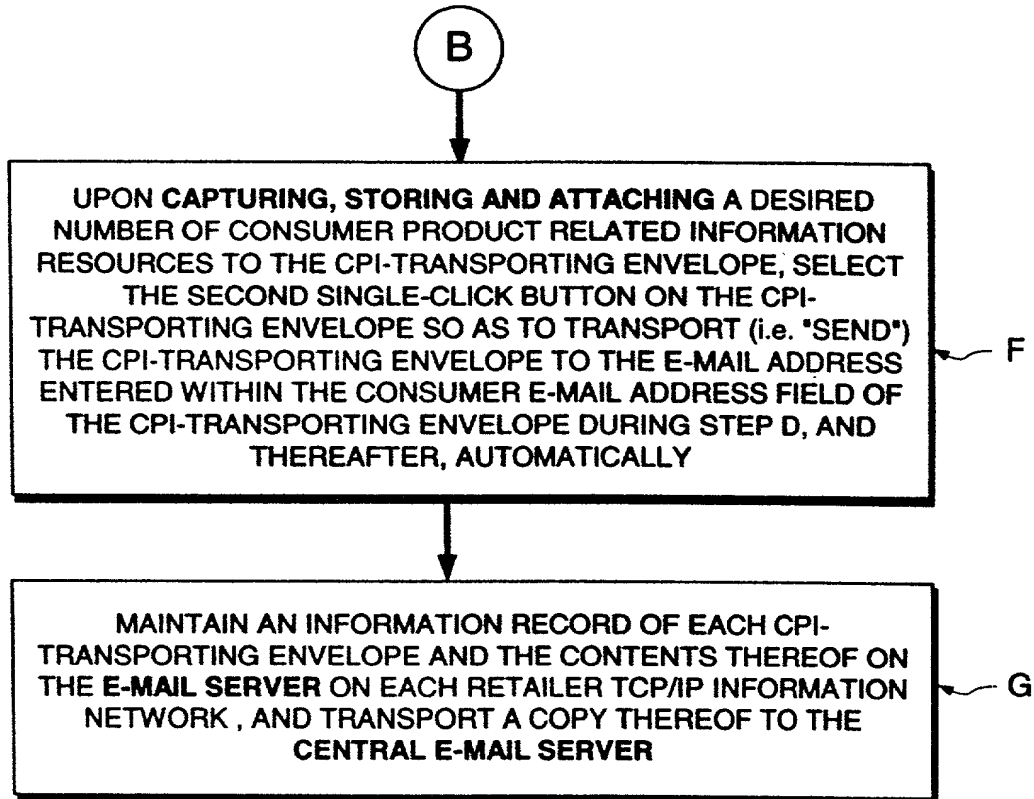 B
UPON CAPTURING, STORING AND ATTACHING A DESIRED
NUMBER OF CONSUMER PRODUCT RELATED INFORMATION
RESOURCES TO THE CPI-TRANSPORTING ENVELOPE, SELECT
THE SECOND SINGLE-CLICK BUTTON ON THE CPI-
TRANSPORTING ENVELOPE SO AS TO TRANSPORT (i.e. "SEND")
THE CPI-TRANSPORTING ENVELOPE TO THE E-MAIL ADDRESS
ENTERED WITHIN THE CONSUMER E-MAIL ADDRESS FIELD OF
THE CPI-TRANSPORTING ENVELOPE DURING STEP D, AND
THEREAFTER, AUTOMATICALLY
F
MAINTAIN AN INFORMATION RECORD OF EACH CPI-
TRANSPORTING ENVELOPE AND THE CONTENTS THEREOF ON
THE E-MAIL SERVER ON EACH RETAILER TCP/IP INFORMATION
NETWORK , AND TRANSPORT A COPY THEREOF TO THE
CENTRAL E-MAIL SERVER
G